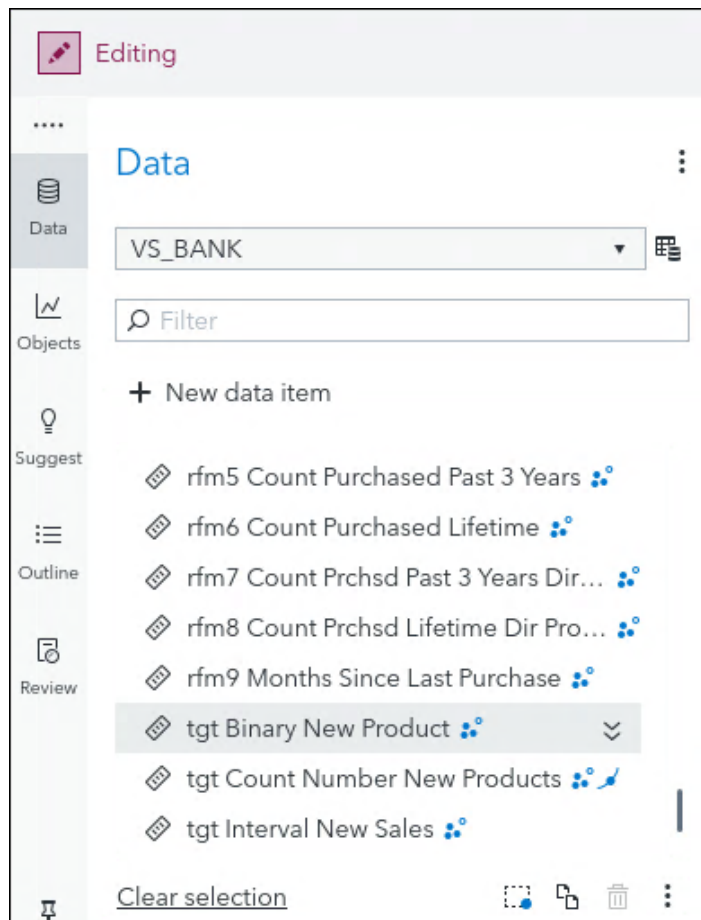 Editing
Data
Data
VS_BANK
Filter
Objects
New data item
Suggest
rfm5 Count Purchased Past 3 Years
rfm6 Count Purchased Lifetime
Outline
rfm7 Count Prchsd Past 3 Years Dir...
rfm8 Count Prchsd Lifetime Dir Pro...
Review
rfm9 Months Since Last Purchase
tgt Binary New Product
tgt Count Number New Products
tgt Interval New Sales
Clear selection